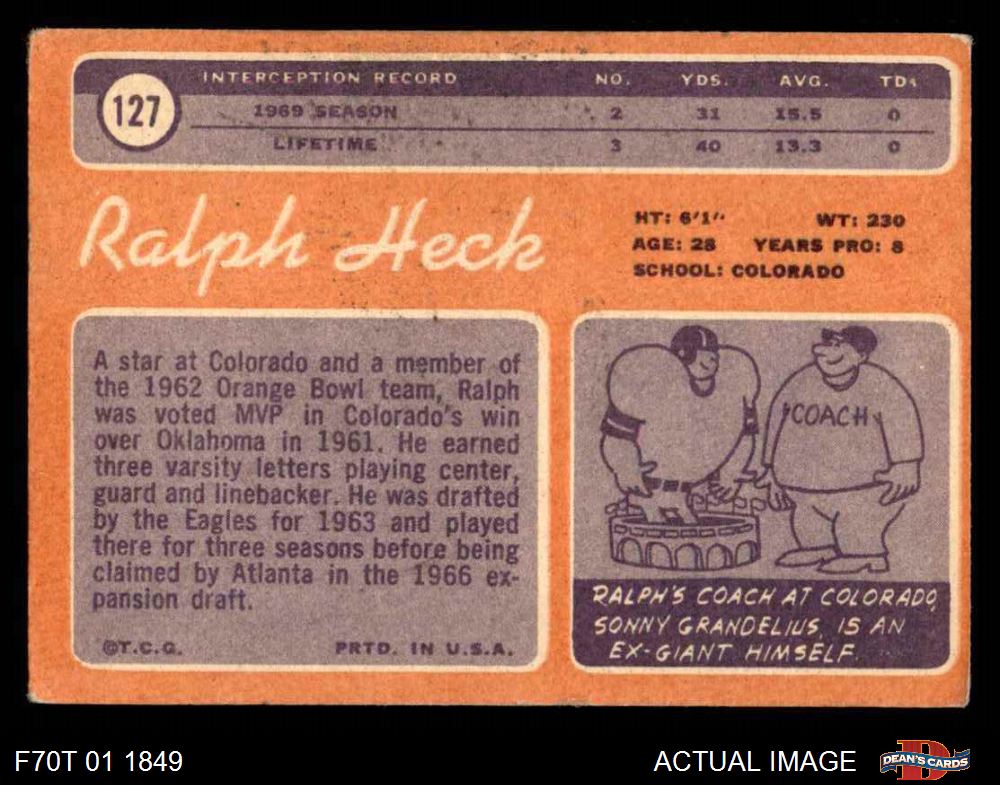 127
INTERCEPTION RECORD NO. YDS. AVG. TDs
1969 SEASON 2 31 15.5 0
LIFETIME 3 40 13.3 0
Ralph Heck
HT: 6'1" WT: 230
AGE: 28 YEARS PRO: 8
SCHOOL: COLORADO
A star at Colorado and a member of
the 1962 Orange Bowl team, Ralph
was voted MVP in Colorado's win
over Oklahoma in 1961. He earned
three varsity letters playing center,
guard and linebacker. He was drafted
by the Eagles for 1963 and played
there for three seasons before being
claimed by Atlanta in the 1966 ex-
pansion draft.
©T.C.G. PRTD. IN U.S.A.
COACH
RALPH'S COACH AT COLORADO,
SONNY GRANDELIUS, IS AN
EX-GIANT HIMSELF.
F70T 01 1849
ACTUAL IMAGE
D
DEAN'S CARDS